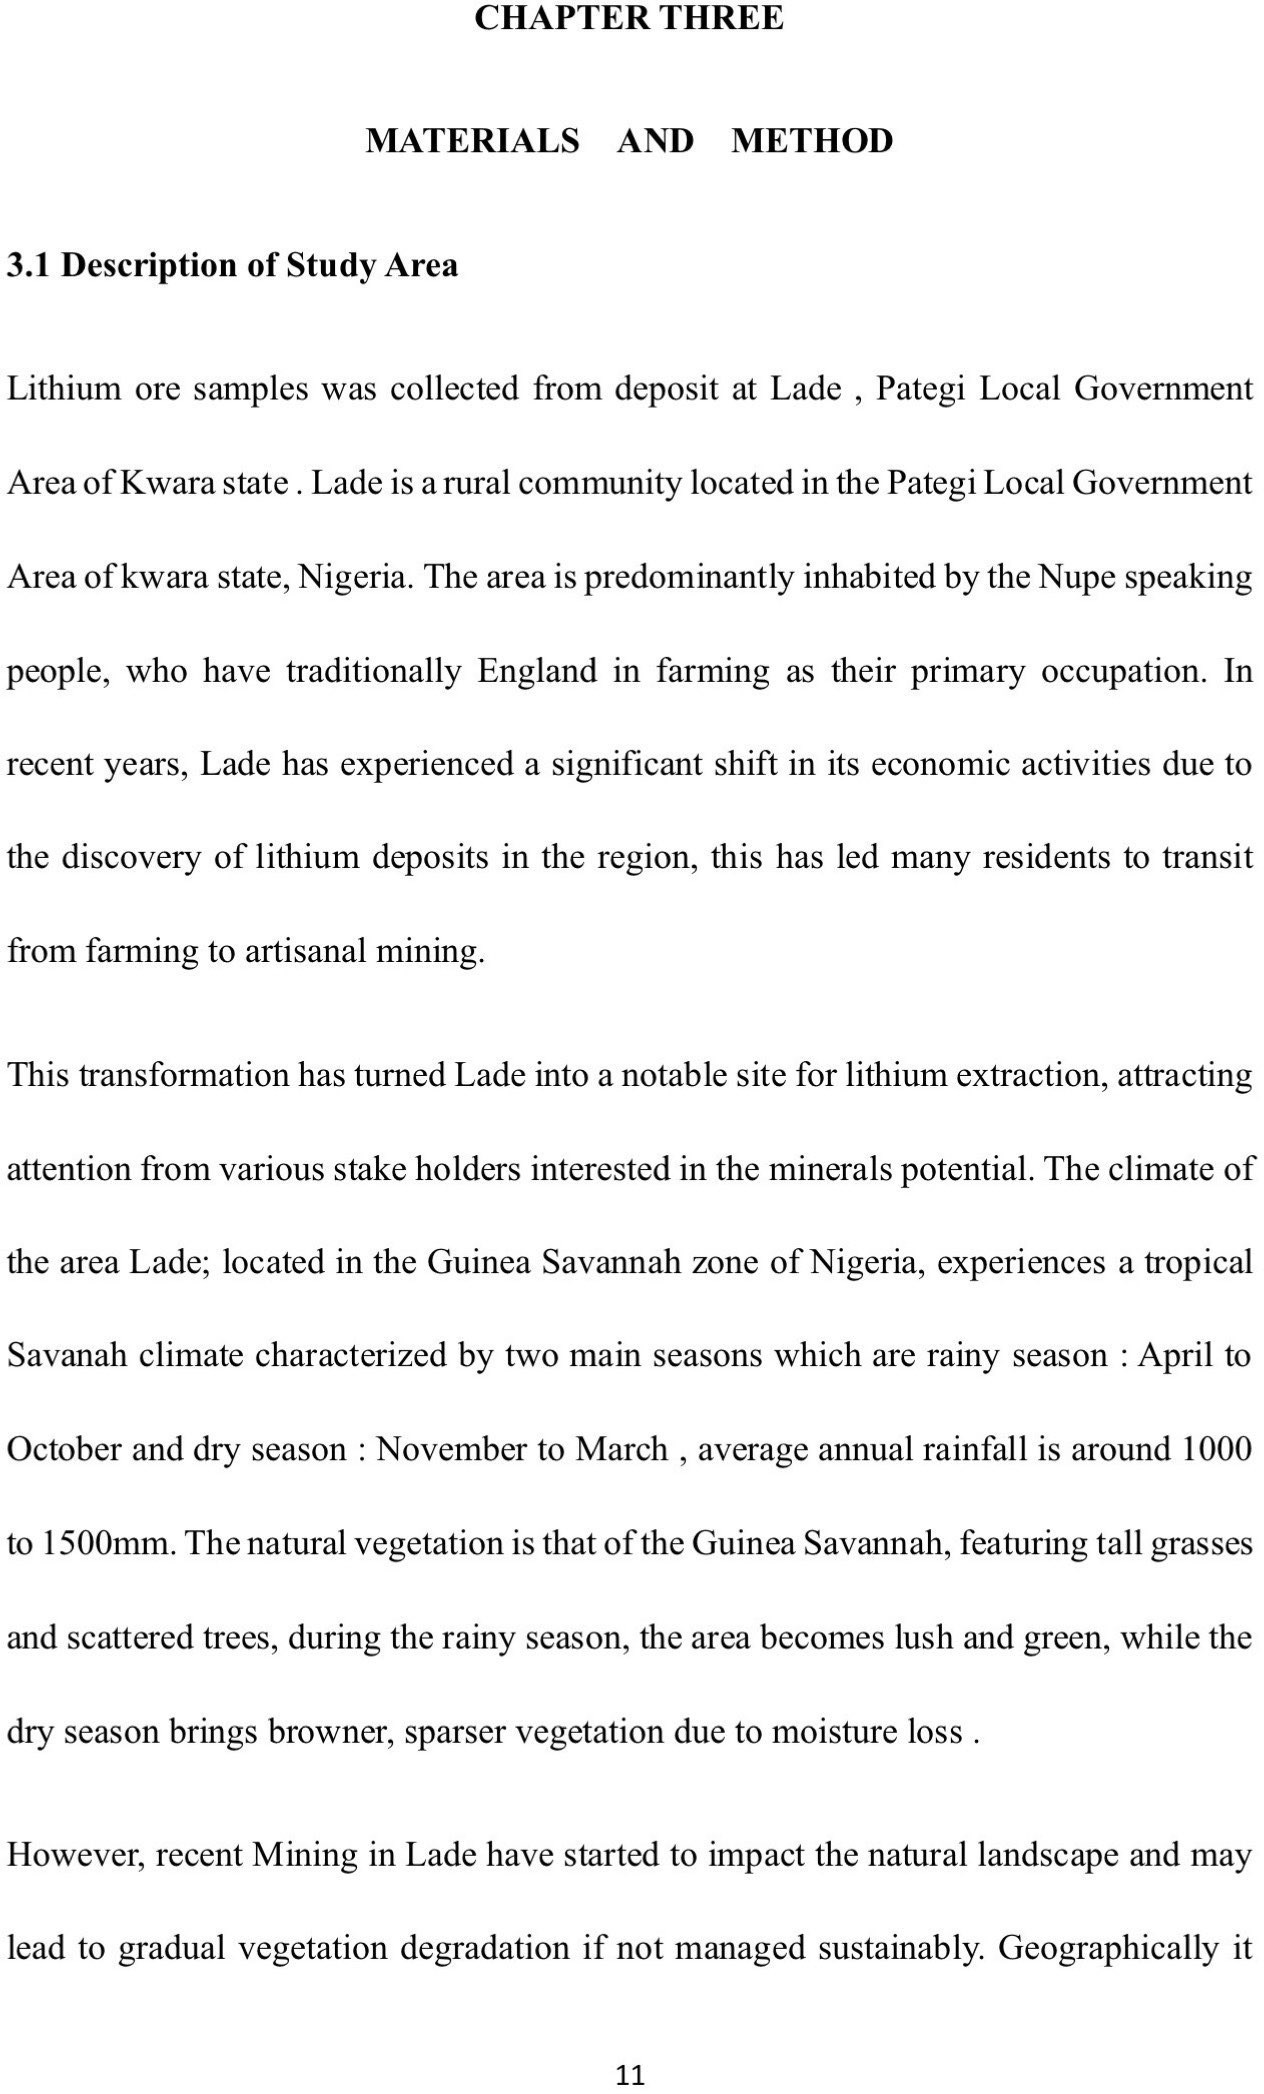 CHAPTER THREE
MATERIALS AND METHOD
3.1 Description of Study Area
Lithium ore samples was collected from deposit at Lade , Pategi Local Government
Area of Kwara state . Lade is a rural community located in the Pategi Local Government
Area of kwara state, Nigeria. The area is predominantly inhabited by the Nupe speaking
people, who have traditionally England in farming as their primary occupation. In
recent years, Lade has experienced a significant shift in its economic activities due to
the discovery of lithium deposits in the region, this has led many residents to transit
from farming to artisanal mining.
This transformation has turned Lade into a notable site for lithium extraction, attracting
attention from various stake holders interested in the minerals potential. The climate of
the area Lade; located in the Guinea Savannah zone of Nigeria, experiences a tropical
Savanah climate characterized by two main seasons which are rainy season : April to
October and dry season : November to March , average annual rainfall is around 1000
to 1500mm. The natural vegetation is that of the Guinea Savannah, featuring tall grasses
and scattered trees, during the rainy season, the area becomes lush and green, while the
dry season brings browner, sparser vegetation due to moisture loss .
However, recent Mining in Lade have started to impact the natural landscape and may
lead to gradual vegetation degradation if not managed sustainably. Geographically it
11